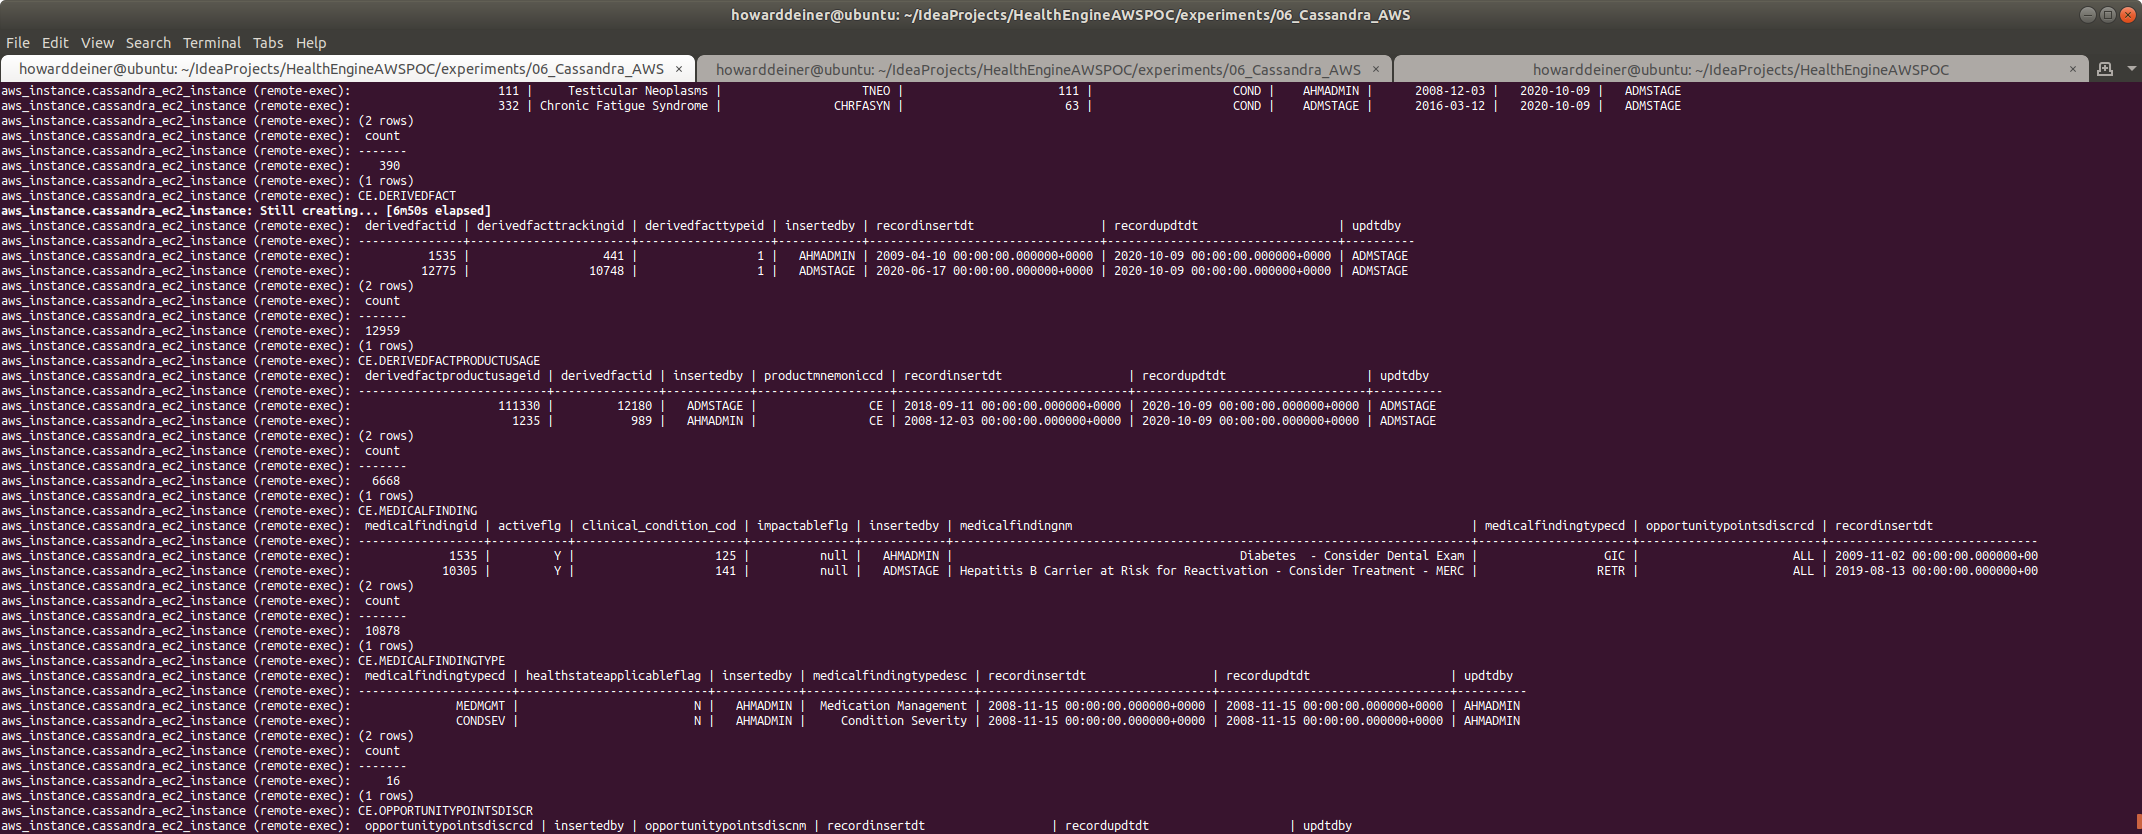 howarddeiner@ubuntu: ~/IdeaProjects/HealthEngineAWSPOC/experiments/06_Cassandra_AWS
File Edit View Search Terminal Tabs Help
howarddeiner@ubuntu: ~/IdeaProjects/HealthEngineAWSPOC/experiments/06_Cassandra_AWS × howarddeiner@ubuntu: ~/IdeaProjects/HealthEngineAWSPOC/experiments/06_Cassandra_AWS × howarddeiner@ubuntu: ~/IdeaProjects/HealthEngineAWSPOC ×
aws_instance.cassandra_ec2_instance (remote-exec): 111 | Testicular Neoplasms | TNEO | 111 | COND | AHMADMIN | 2008-12-03 | 2020-10-09 | ADMSTAGE
aws_instance.cassandra_ec2_instance (remote-exec): 332 | Chronic Fatigue Syndrome | CHRFASYN | 63 | COND | ADMSTAGE | 2016-03-12 | 2020-10-09 | ADMSTAGE
aws_instance.cassandra_ec2_instance (remote-exec): (2 rows)
aws_instance.cassandra_ec2_instance (remote-exec): count
aws_instance.cassandra_ec2_instance (remote-exec): -------
aws_instance.cassandra_ec2_instance (remote-exec): 390
aws_instance.cassandra_ec2_instance (remote-exec): (1 rows)
aws_instance.cassandra_ec2_instance (remote-exec): CE.DERIVEDFACT
aws_instance.cassandra_ec2_instance: Still creating... [6m50s elapsed]
aws_instance.cassandra_ec2_instance (remote-exec): derivedfactid | derivedfacttrackingid | derivedfacttypeid | insertedby | recordinsertdt | recordupdtdt | updtdby
aws_instance.cassandra_ec2_instance (remote-exec): ---------------+-----------------------+-------------------+------------+---------------------------------+---------------------------------+----------
aws_instance.cassandra_ec2_instance (remote-exec): 1535 | 441 | 1 | AHMADMIN | 2009-04-10 00:00:00.000000+0000 | 2020-10-09 00:00:00.000000+0000 | ADMSTAGE
aws_instance.cassandra_ec2_instance (remote-exec): 12775 | 10748 | 1 | ADMSTAGE | 2020-06-17 00:00:00.000000+0000 | 2020-10-09 00:00:00.000000+0000 | ADMSTAGE
aws_instance.cassandra_ec2_instance (remote-exec): (2 rows)
aws_instance.cassandra_ec2_instance (remote-exec): count
aws_instance.cassandra_ec2_instance (remote-exec): -------
aws_instance.cassandra_ec2_instance (remote-exec): 12959
aws_instance.cassandra_ec2_instance (remote-exec): (1 rows)
aws_instance.cassandra_ec2_instance (remote-exec): CE.DERIVEDFACTPRODUCTUSAGE
aws_instance.cassandra_ec2_instance (remote-exec): derivedfactproductusageid | derivedfactid | insertedby | productmnemoniccd | recordinsertdt | recordupdtdt | updtdby
aws_instance.cassandra_ec2_instance (remote-exec): ---------------------------+---------------+------------+-------------------+---------------------------------+---------------------------------+----------
aws_instance.cassandra_ec2_instance (remote-exec): 111330 | 12180 | ADMSTAGE | CE | 2018-09-11 00:00:00.000000+0000 | 2020-10-09 00:00:00.000000+0000 | ADMSTAGE
aws_instance.cassandra_ec2_instance (remote-exec): 1235 | 989 | AHMADMIN | CE | 2008-12-03 00:00:00.000000+0000 | 2020-10-09 00:00:00.000000+0000 | ADMSTAGE
aws_instance.cassandra_ec2_instance (remote-exec): (2 rows)
aws_instance.cassandra_ec2_instance (remote-exec): count
aws_instance.cassandra_ec2_instance (remote-exec): -------
aws_instance.cassandra_ec2_instance (remote-exec): 6668
aws_instance.cassandra_ec2_instance (remote-exec): (1 rows)
aws_instance.cassandra_ec2_instance (remote-exec): CE.MEDICALFINDING
aws_instance.cassandra_ec2_instance (remote-exec): medicalfindingid | activeflg | clinical_condition_cod | impactableflg | insertedby | medicalfindingnm | medicalfindingtypecd | opportunitypointsdiscrcd | recordinsertdt
aws_instance.cassandra_ec2_instance (remote-exec): ------------------+-----------+------------------------+---------------+------------+--------------------------------------------------------------------------+----------------------+--------------------------+------------------------------
aws_instance.cassandra_ec2_instance (remote-exec): 1535 | Y | 125 | null | AHMADMIN | Diabetes  - Consider Dental Exam | GIC | ALL | 2009-11-02 00:00:00.000000+00
aws_instance.cassandra_ec2_instance (remote-exec): 10305 | Y | 141 | null | ADMSTAGE | Hepatitis B Carrier at Risk for Reactivation - Consider Treatment - MERC | RETR | ALL | 2019-08-13 00:00:00.000000+00
aws_instance.cassandra_ec2_instance (remote-exec): (2 rows)
aws_instance.cassandra_ec2_instance (remote-exec): count
aws_instance.cassandra_ec2_instance (remote-exec): -------
aws_instance.cassandra_ec2_instance (remote-exec): 10878
aws_instance.cassandra_ec2_instance (remote-exec): (1 rows)
aws_instance.cassandra_ec2_instance (remote-exec): CE.MEDICALFINDINGTYPE
aws_instance.cassandra_ec2_instance (remote-exec): medicalfindingtypecd | healthstateapplicableflag | insertedby | medicalfindingtypedesc | recordinsertdt | recordupdtdt | updtdby
aws_instance.cassandra_ec2_instance (remote-exec): ----------------------+---------------------------+------------+------------------------+---------------------------------+---------------------------------+----------
aws_instance.cassandra_ec2_instance (remote-exec): MEDMGMT | N | AHMADMIN | Medication Management | 2008-11-15 00:00:00.000000+0000 | 2008-11-15 00:00:00.000000+0000 | AHMADMIN
aws_instance.cassandra_ec2_instance (remote-exec): CONDSEV | N | AHMADMIN | Condition Severity | 2008-11-15 00:00:00.000000+0000 | 2008-11-15 00:00:00.000000+0000 | AHMADMIN
aws_instance.cassandra_ec2_instance (remote-exec): (2 rows)
aws_instance.cassandra_ec2_instance (remote-exec): count
aws_instance.cassandra_ec2_instance (remote-exec): -------
aws_instance.cassandra_ec2_instance (remote-exec): 16
aws_instance.cassandra_ec2_instance (remote-exec): (1 rows)
aws_instance.cassandra_ec2_instance (remote-exec): CE.OPPORTUNITYPOINTSDISCR
aws_instance.cassandra_ec2_instance (remote-exec): opportunitypointsdiscrcd | insertedby | opportunitypointsdiscnm | recordinsertdt | recordupdtdt | updtdby